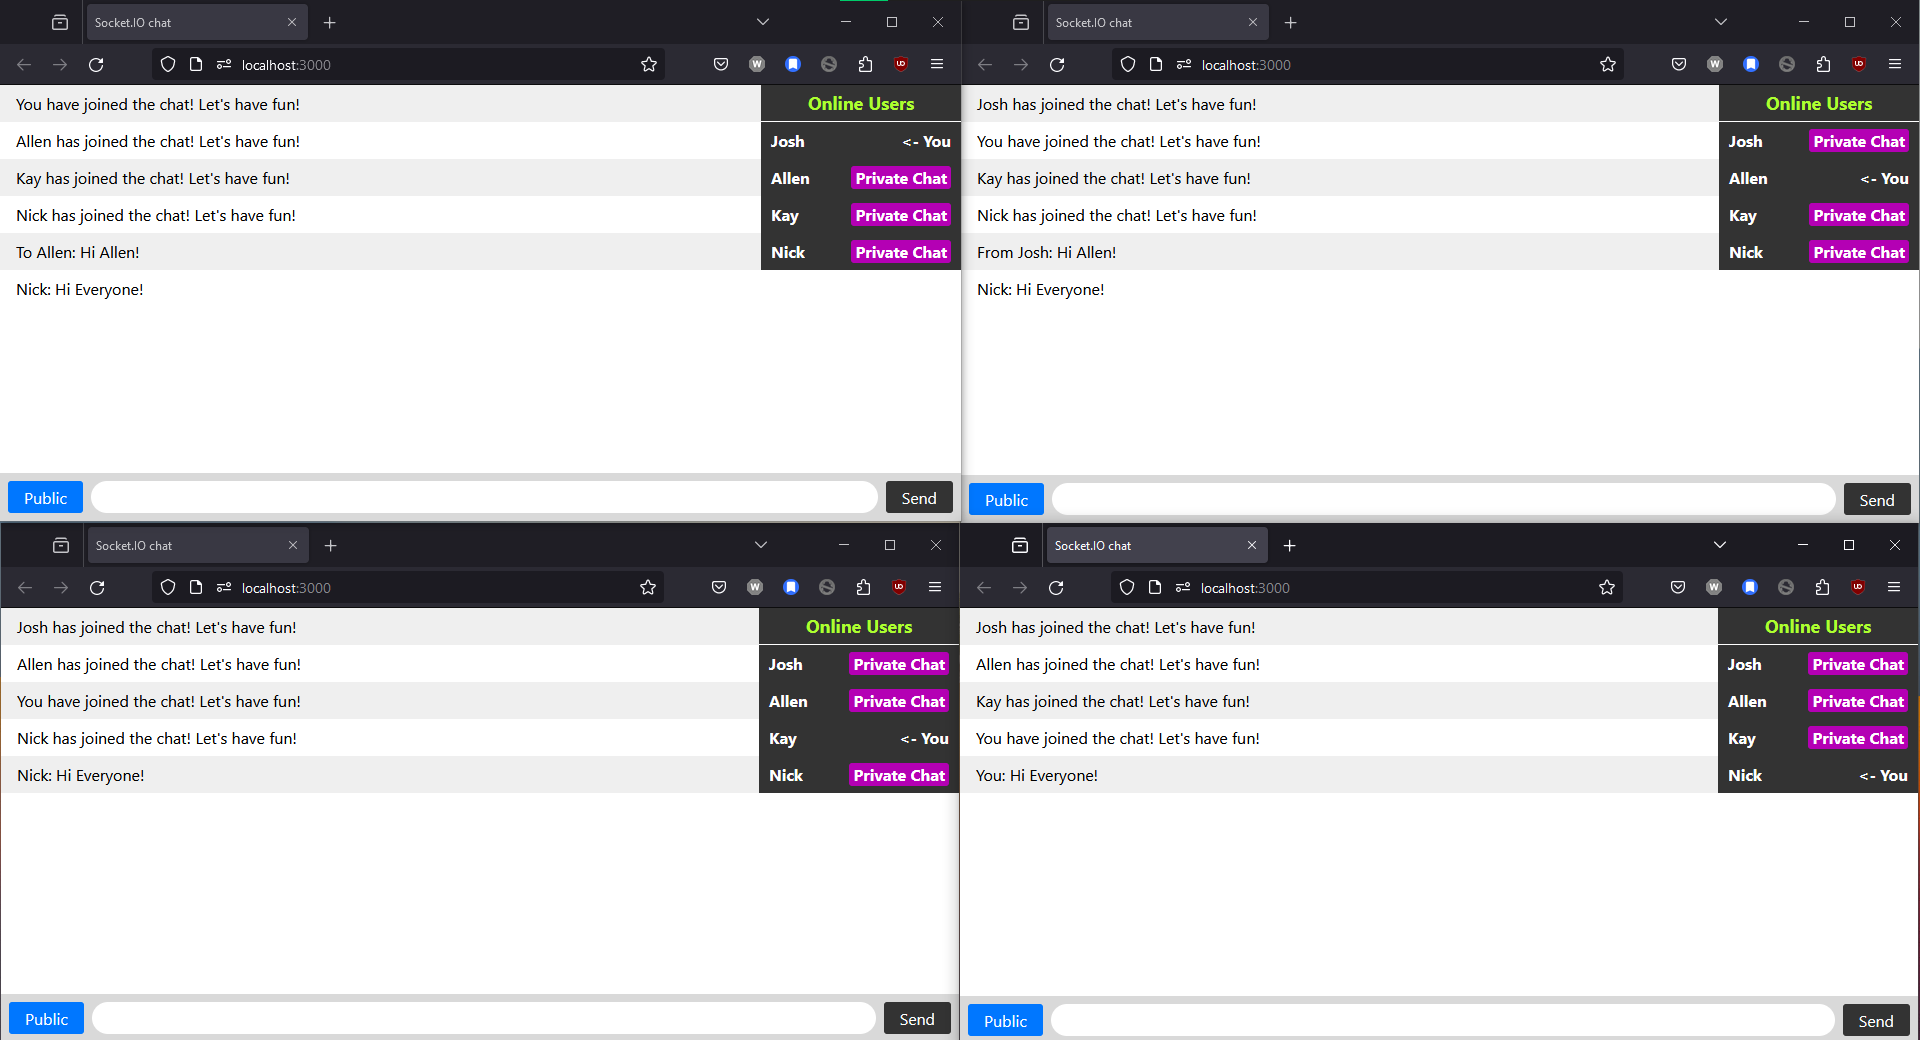 Socket.IO chat
localhost:3000
You have joined the chat! Let's have fun!
Allen has joined the chat! Let's have fun!
Kay has joined the chat! Let's have fun!
Nick has joined the chat! Let's have fun!
To Allen: Hi Allen!
Nick: Hi Everyone!
Online Users
Josh <- You
Allen Private Chat
Kay Private Chat
Nick Private Chat
Public Send
Socket.IO chat
localhost:3000
Josh has joined the chat! Let's have fun!
You have joined the chat! Let's have fun!
Kay has joined the chat! Let's have fun!
Nick has joined the chat! Let's have fun!
From Josh: Hi Allen!
Nick: Hi Everyone!
Online Users
Josh Private Chat
Allen <- You
Kay Private Chat
Nick Private Chat
Public Send
Socket.IO chat
localhost:3000
Josh has joined the chat! Let's have fun!
Allen has joined the chat! Let's have fun!
You have joined the chat! Let's have fun!
Nick has joined the chat! Let's have fun!
Nick: Hi Everyone!
Online Users
Josh Private Chat
Allen Private Chat
Kay <- You
Nick Private Chat
Public Send
Socket.IO chat
localhost:3000
Josh has joined the chat! Let's have fun!
Allen has joined the chat! Let's have fun!
Kay has joined the chat! Let's have fun!
You have joined the chat! Let's have fun!
You: Hi Everyone!
Online Users
Josh Private Chat
Allen Private Chat
Kay Private Chat
Nick <- You
Public Send